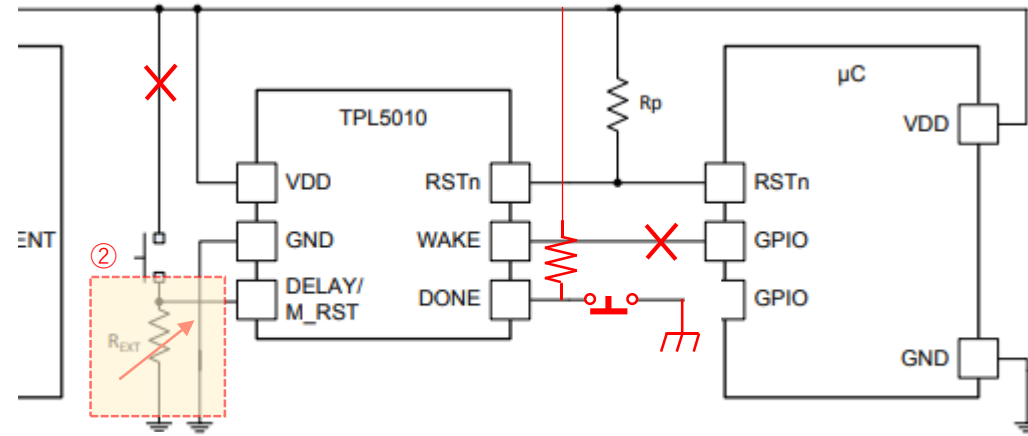 µC
TPL5010
Rp
VDD
VDD
RSTn
RSTn
ENT
GND
WAKE
GPIO
②
DELAY/
M_RST
DONE
GPIO
REXT
GND